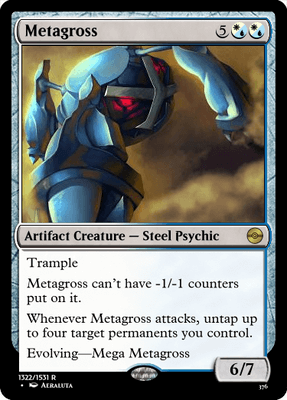 Metagross 5
Artifact Creature — Steel Psychic
Trample
Metagross can't have -1/-1 counters
put on it.
Whenever Metagross attacks, untap up
to four target permanents you control.
Evolving—Mega Metagross
6/7
1322/1531 R
• AERALUTA
376